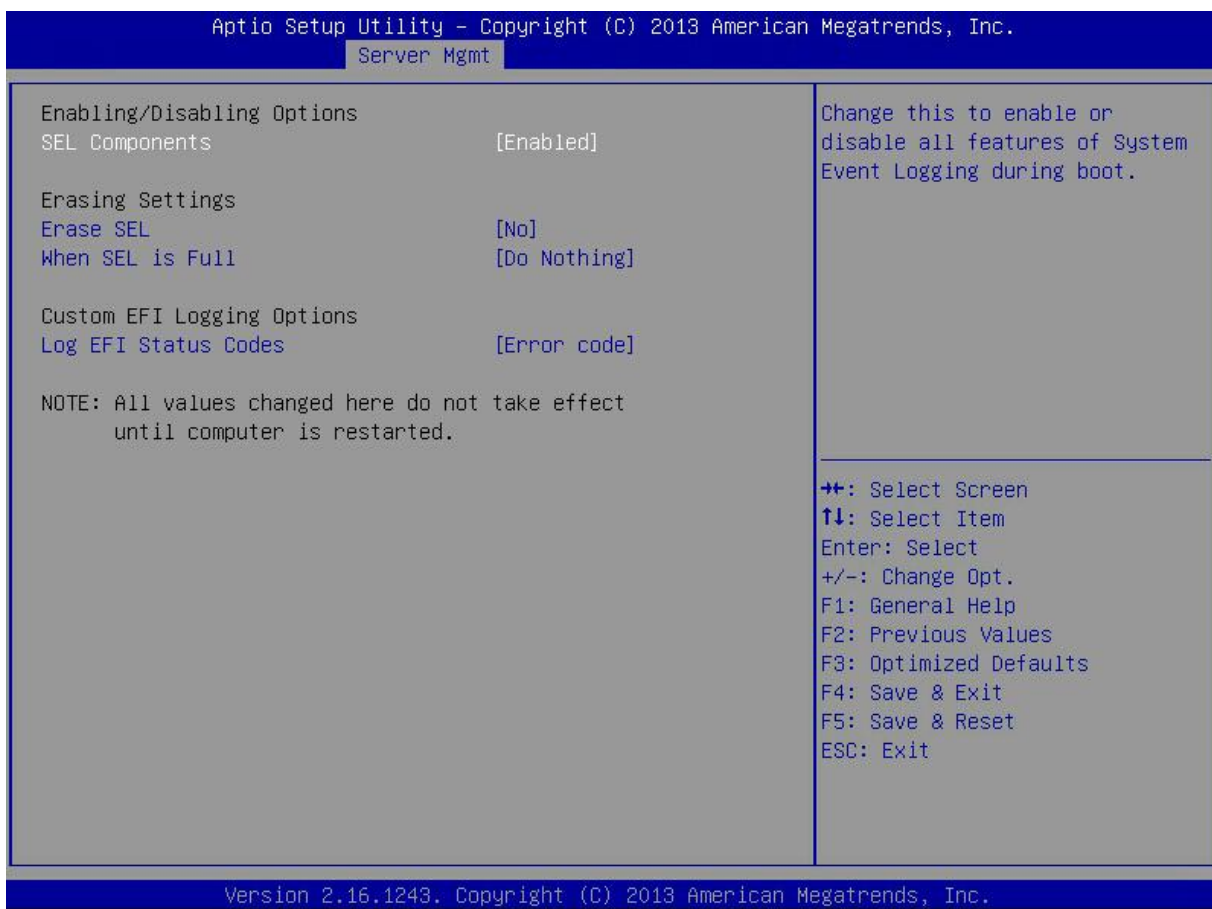 Aptio Setup Utility – Copyright (C) 2013 American Megatrends, Inc.
Server Mgmt
Enabling/Disabling Options
SEL Components [Enabled]
Erasing Settings
Erase SEL [No]
When SEL is Full [Do Nothing]
Custom EFI Logging Options
Log EFI Status Codes [Error code]
NOTE: All values changed here do not take effect
until computer is restarted.
Change this to enable or
disable all features of System
Event Logging during boot.
→←: Select Screen
↑↓: Select Item
Enter: Select
+/-: Change Opt.
F1: General Help
F2: Previous Values
F3: Optimized Defaults
F4: Save & Exit
F5: Save & Reset
ESC: Exit
Version 2.16.1243. Copyright (C) 2013 American Megatrends, Inc.